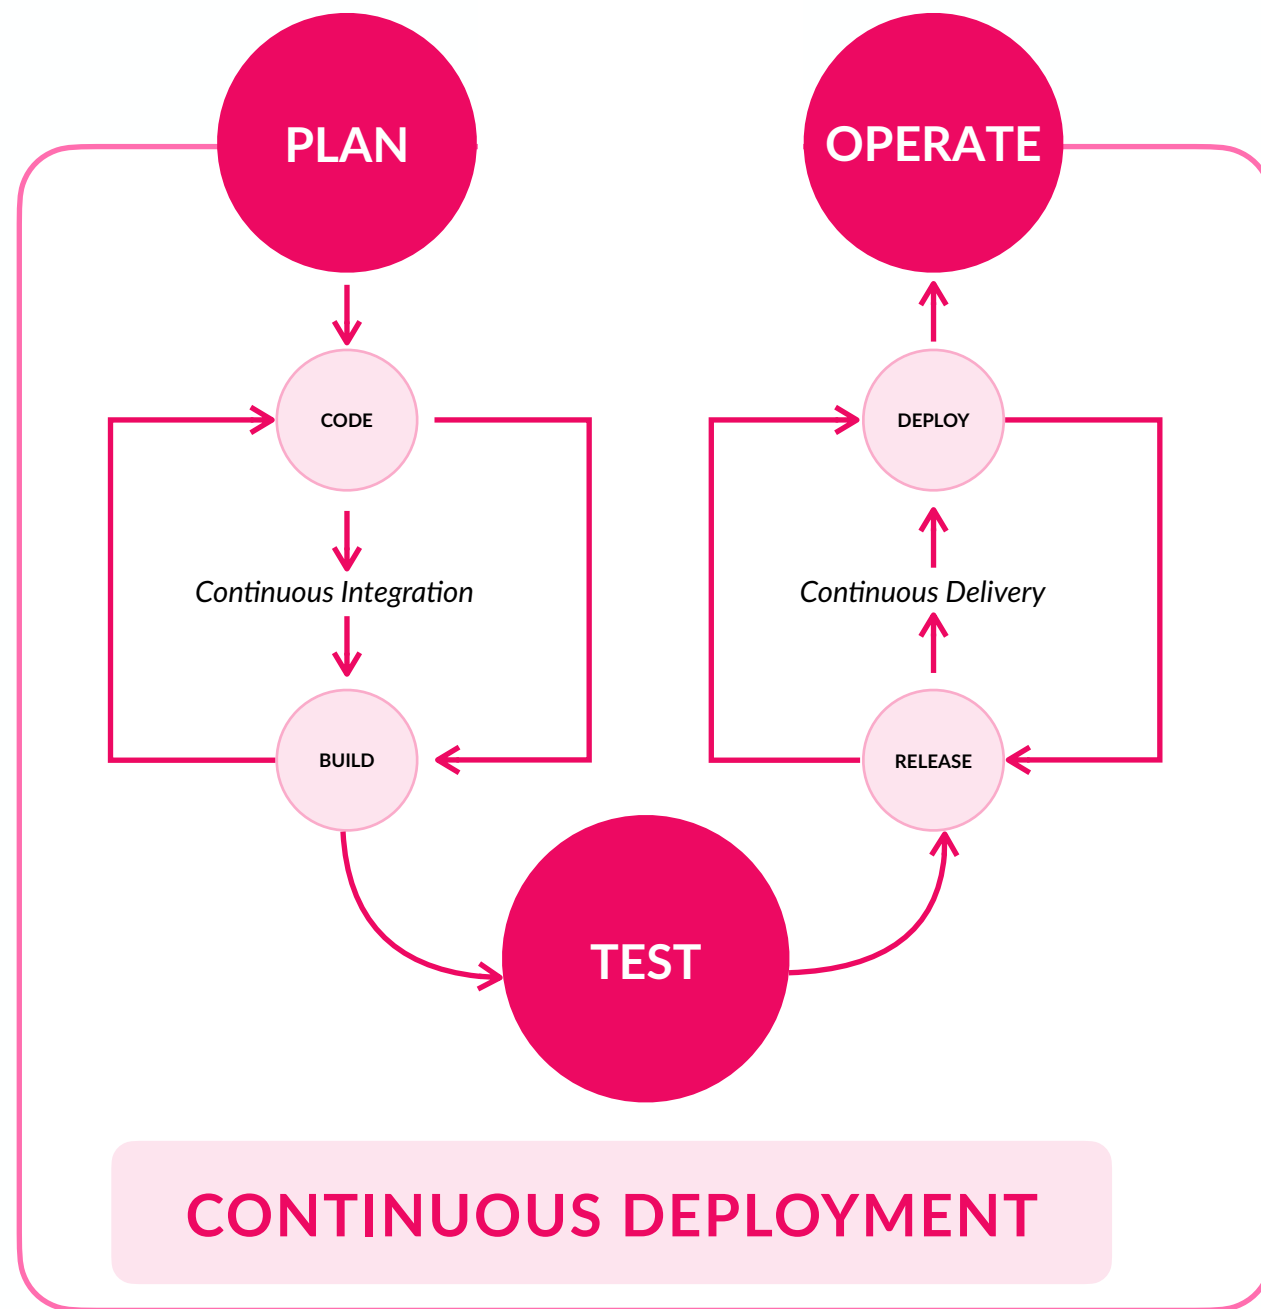 PLAN
OPERATE
CODE
DEPLOY
Continuous Integration
Continuous Delivery
BUILD
RELEASE
TEST
CONTINUOUS DEPLOYMENT